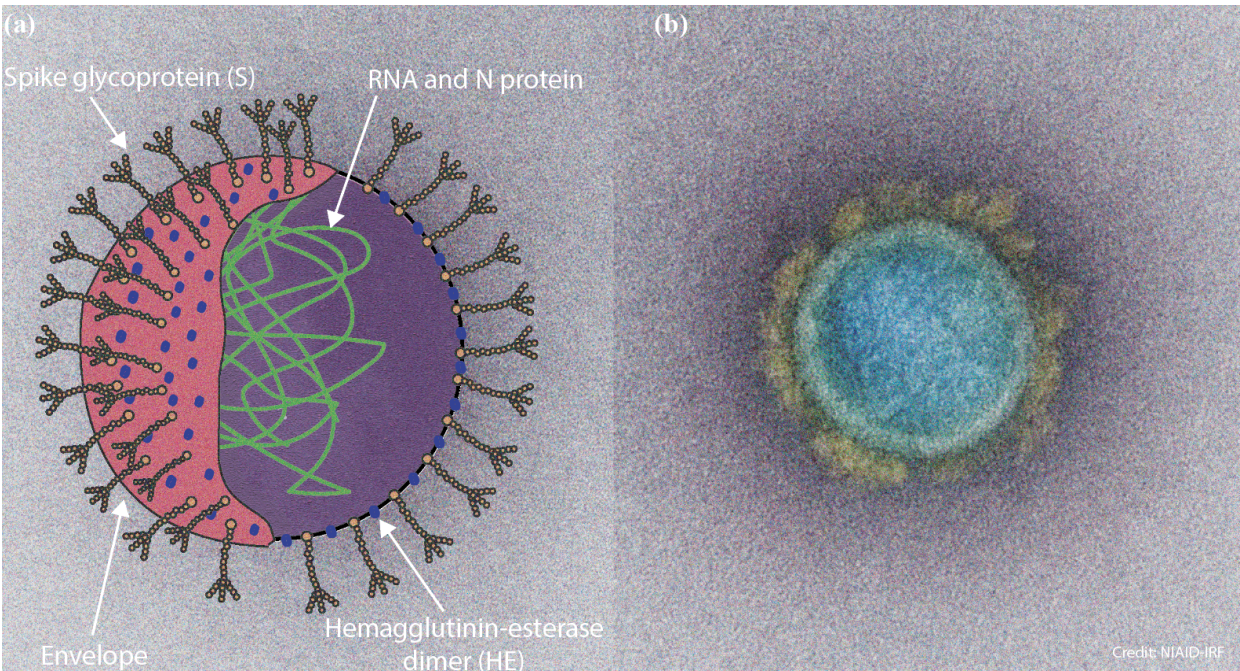 (a)
(b)
Spike glycoprotein (S)
RNA and N protein
Envelope
Hemagglutinin-esterase
dimer (HE)
Credit: NIAID-IRF